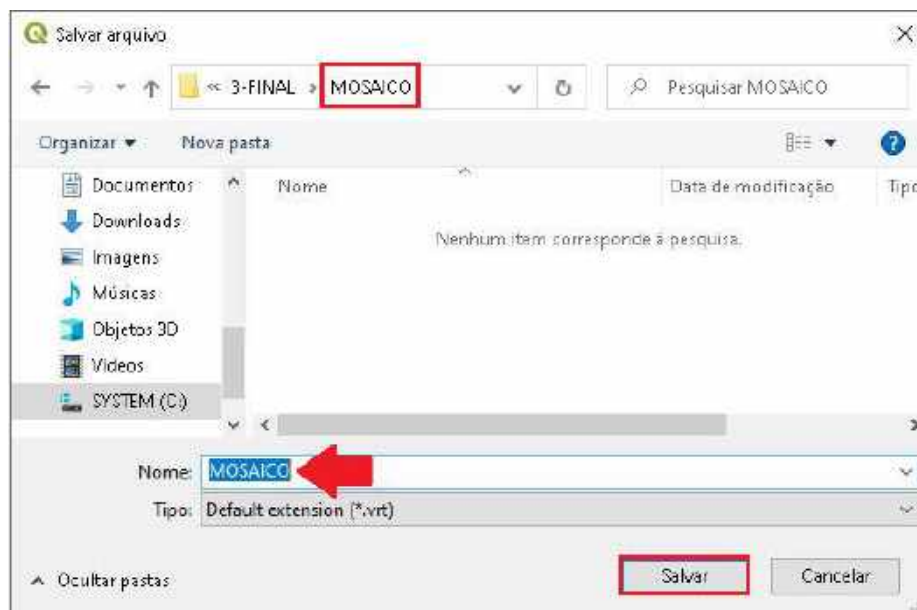 Salvar arquivo
« 3-FINAL › MOSAICO
Pesquisar MOSAICO
Organizar
Nova pasta
Documentos
Downloads
Imagens
Músicas
Objetos 3D
Vídeos
SYSTEM (C:)
Nome
Data de modificação
Tipo
Nenhum item corresponde à pesquisa.
Nome: MOSAICO
Tipo: Default extension (*.vrt)
Ocultar pastas
Salvar
Cancelar